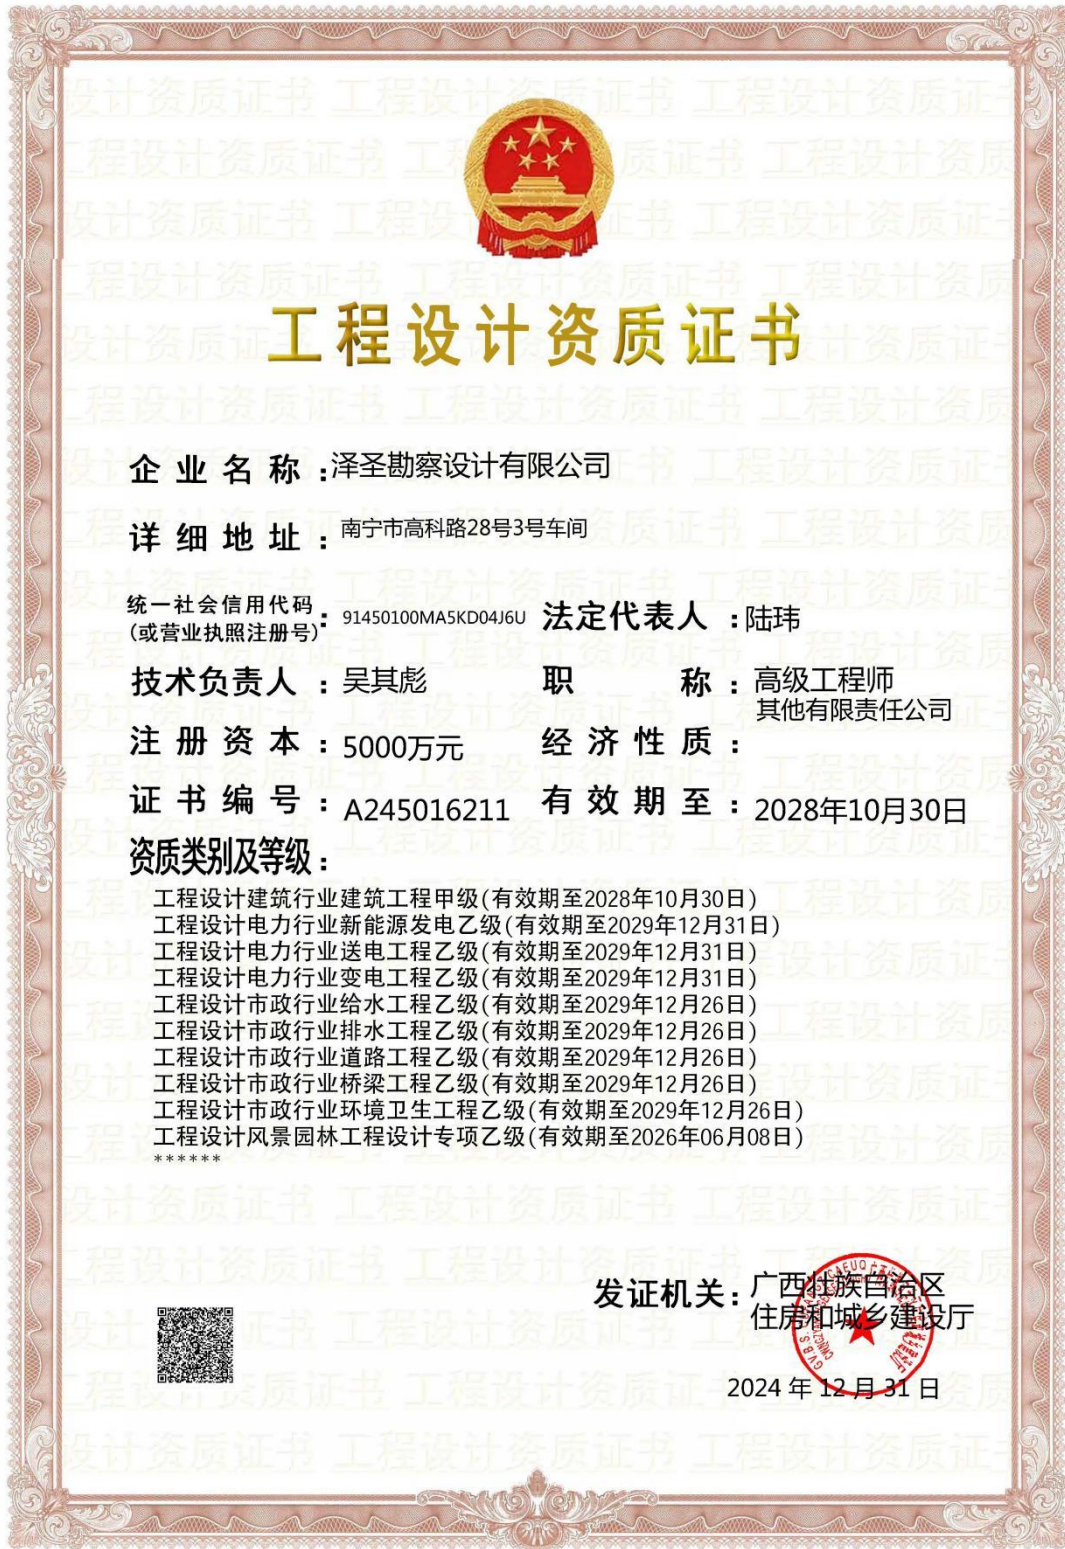 工程设计资质证书
企业名称：泽圣勘察设计有限公司
详细地址：南宁市高科路28号3号车间
统一社会信用代码
(或营业执照注册号)：91450100MA5KD04J6U 法定代表人：陆玮
技术负责人：吴其彪 职称：高级工程师
注册资本：5000万元 经济性质：其他有限责任公司
证书编号：A245016211 有效期至：2028年10月30日
资质类别及等级：
工程设计建筑行业建筑工程甲级(有效期至2028年10月30日)
工程设计电力行业新能源发电乙级(有效期至2029年12月31日)
工程设计电力行业送电工程乙级(有效期至2029年12月31日)
工程设计电力行业变电工程乙级(有效期至2029年12月31日)
工程设计市政行业给水工程乙级(有效期至2029年12月26日)
工程设计市政行业排水工程乙级(有效期至2029年12月26日)
工程设计市政行业道路工程乙级(有效期至2029年12月26日)
工程设计市政行业桥梁工程乙级(有效期至2029年12月26日)
工程设计市政行业环境卫生工程乙级(有效期至2029年12月26日)
工程设计风景园林工程设计专项乙级(有效期至2026年06月08日)
******
发证机关：广西壮族自治区
住房和城乡建设厅
2024 年 12 月 31 日